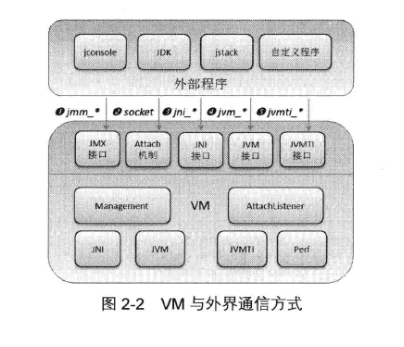 jconsole JDK jstack 自定义程序
外部程序
❶ jmm_* ❷ socket ❸ jni_* ❹ jvm_* ❺ jvmti_*
JMX Attach JNI JVM JVMTI
接口 机制 接口 接口 接口
Management VM AttachListener
JNI JVM JVMTI Perf
图 2-2 VM 与外界通信方式